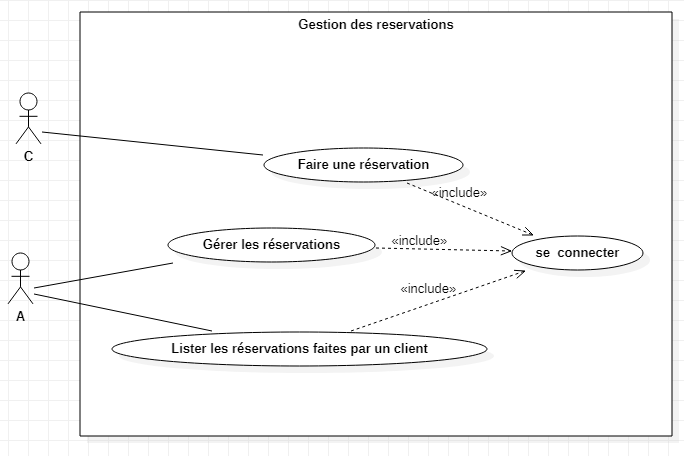 Gestion des reservations
C
Faire une réservation
«include»
Gérer les réservations
«include»
se connecter
A
«include»
Lister les réservations faites par un client